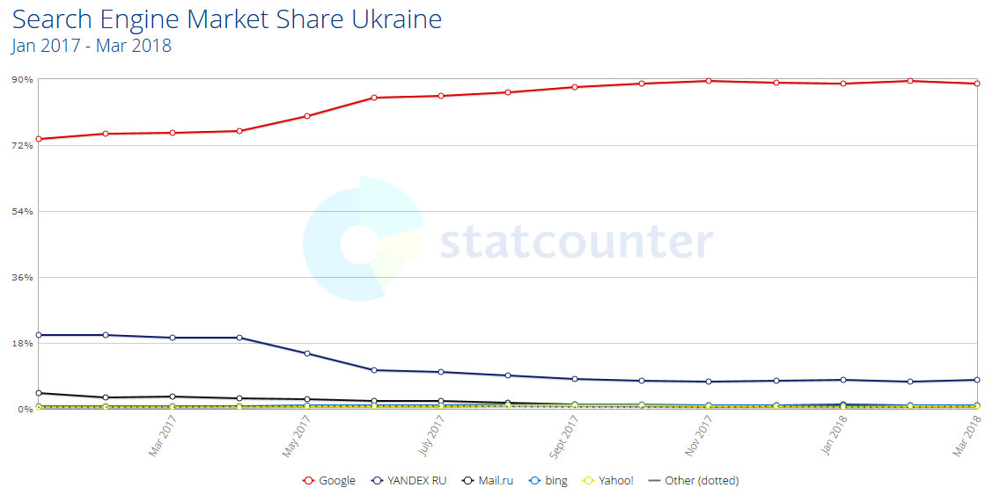 Search Engine Market Share Ukraine
Jan 2017 - Mar 2018
90%
72%
54%
statcounter
36%
18%
0%
Mar 2017
May 2017
July 2017
Sept 2017
Nov 2017
Jan 2018
Mar 2018
Google
YANDEX RU
Mail.ru
bing
Yahoo!
Other (dotted)